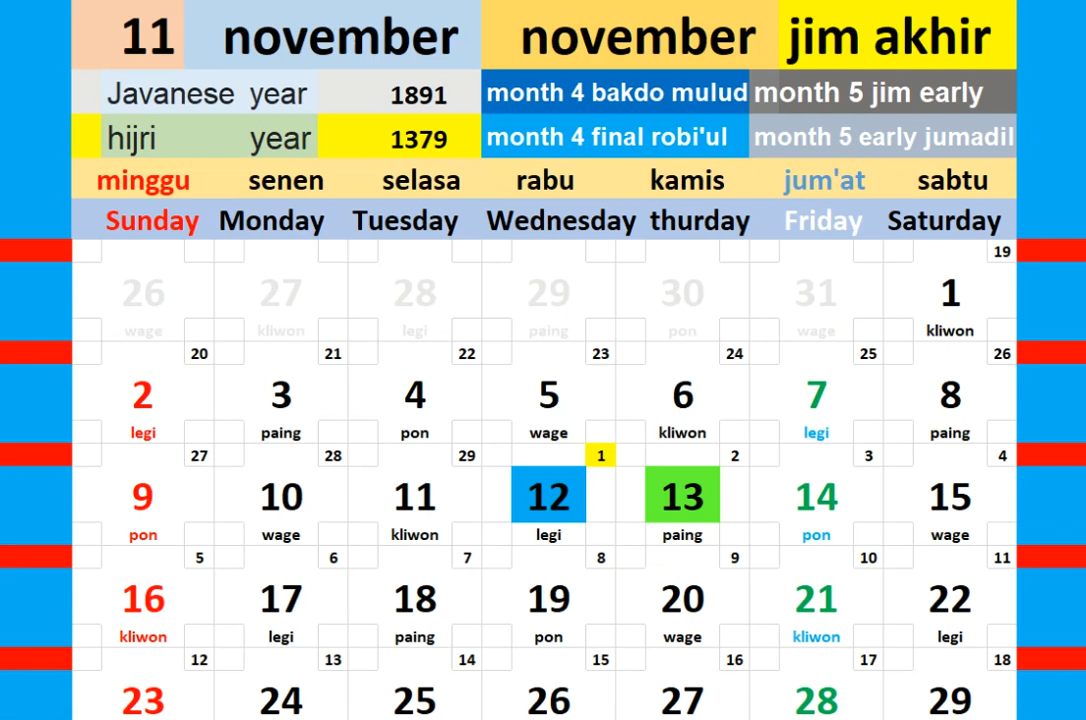 11 november november jim akhir
Javanese year 1891 month 4 bakdo mulud month 5 jim early
hijri year 1379 month 4 final robi'ul month 5 early jumadil
minggu senen selasa rabu kamis jum'at sabtu
Sunday Monday Tuesday Wednesday thurday Friday Saturday
19
26 27 28 29 30 31 1
wage kliwon legi paing pon wage kliwon
20 21 22 23 24 25 26
2 3 4 5 6 7 8
legi paing pon wage kliwon legi paing
27 28 29 1 2 3 4
9 10 11 12 13 14 15
pon wage kliwon legi paing pon wage
5 6 7 8 9 10 11
16 17 18 19 20 21 22
kliwon legi paing pon wage kliwon legi
12 13 14 15 16 17 18
23 24 25 26 27 28 29